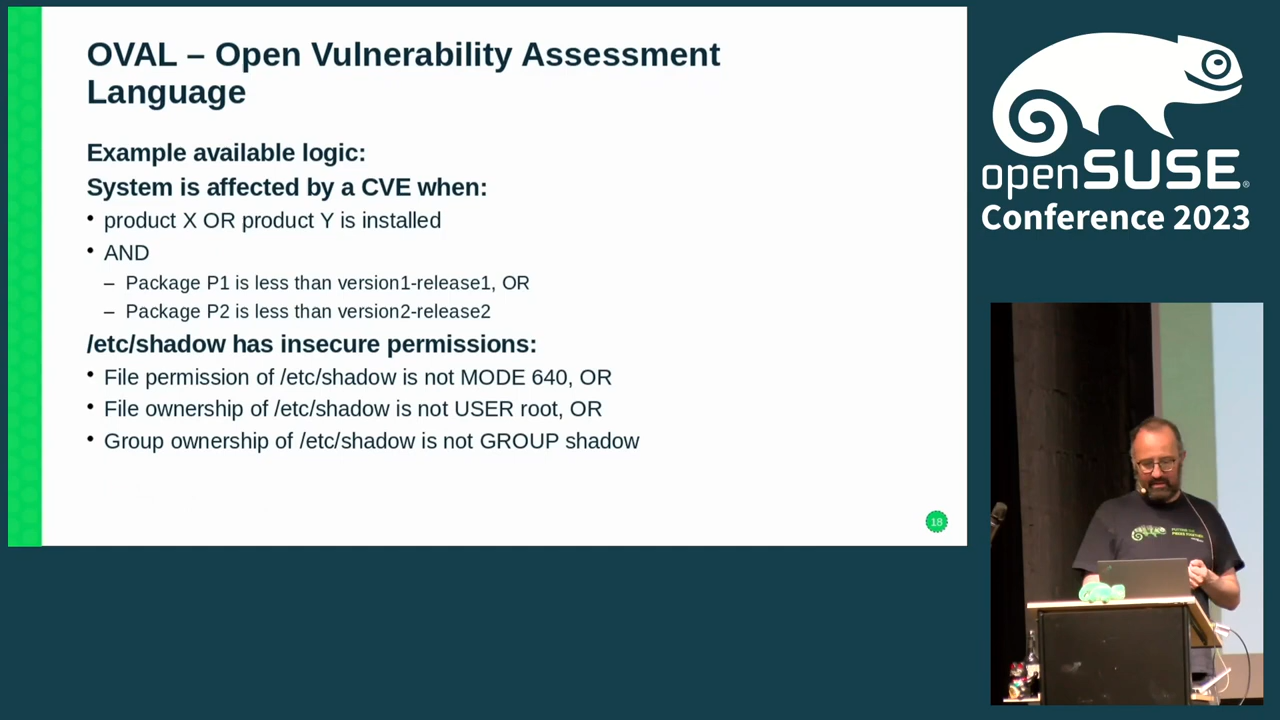 OVAL – Open Vulnerability Assessment
Language
Example available logic:
System is affected by a CVE when:
• product X OR product Y is installed
• AND
– Package P1 is less than version1-release1, OR
– Package P2 is less than version2-release2
/etc/shadow has insecure permissions:
• File permission of /etc/shadow is not MODE 640, OR
• File ownership of /etc/shadow is not USER root, OR
• Group ownership of /etc/shadow is not GROUP shadow
18
openSUSE®
Conference 2023